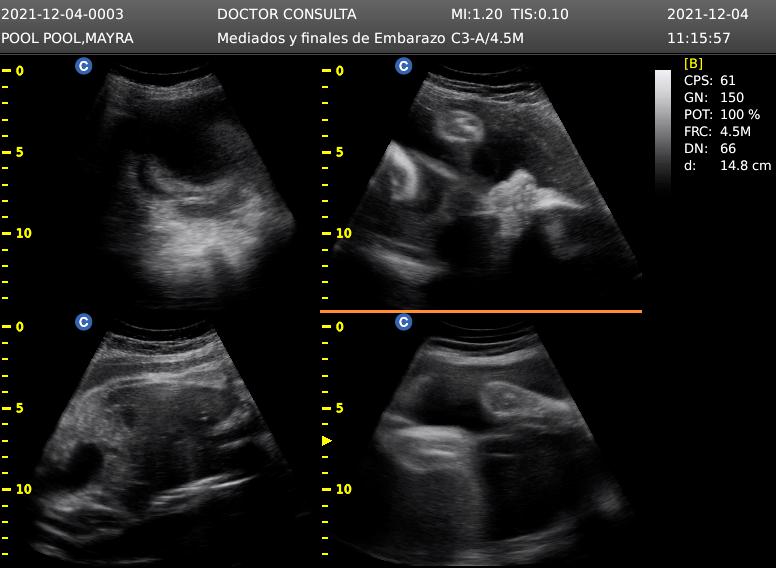 2021-12-04-0003 DOCTOR CONSULTA MI:1.20 TIS:0.10 2021-12-04
POOL POOL,MAYRA Mediados y finales de Embarazo C3-A/4.5M 11:15:57
C
C
0
0
5
5
10
10
[B]
CPS: 61
GN: 150
POT: 100 %
FRC: 4.5M
DN: 66
d: 14.8 cm
C
C
0
0
5
5
10
10